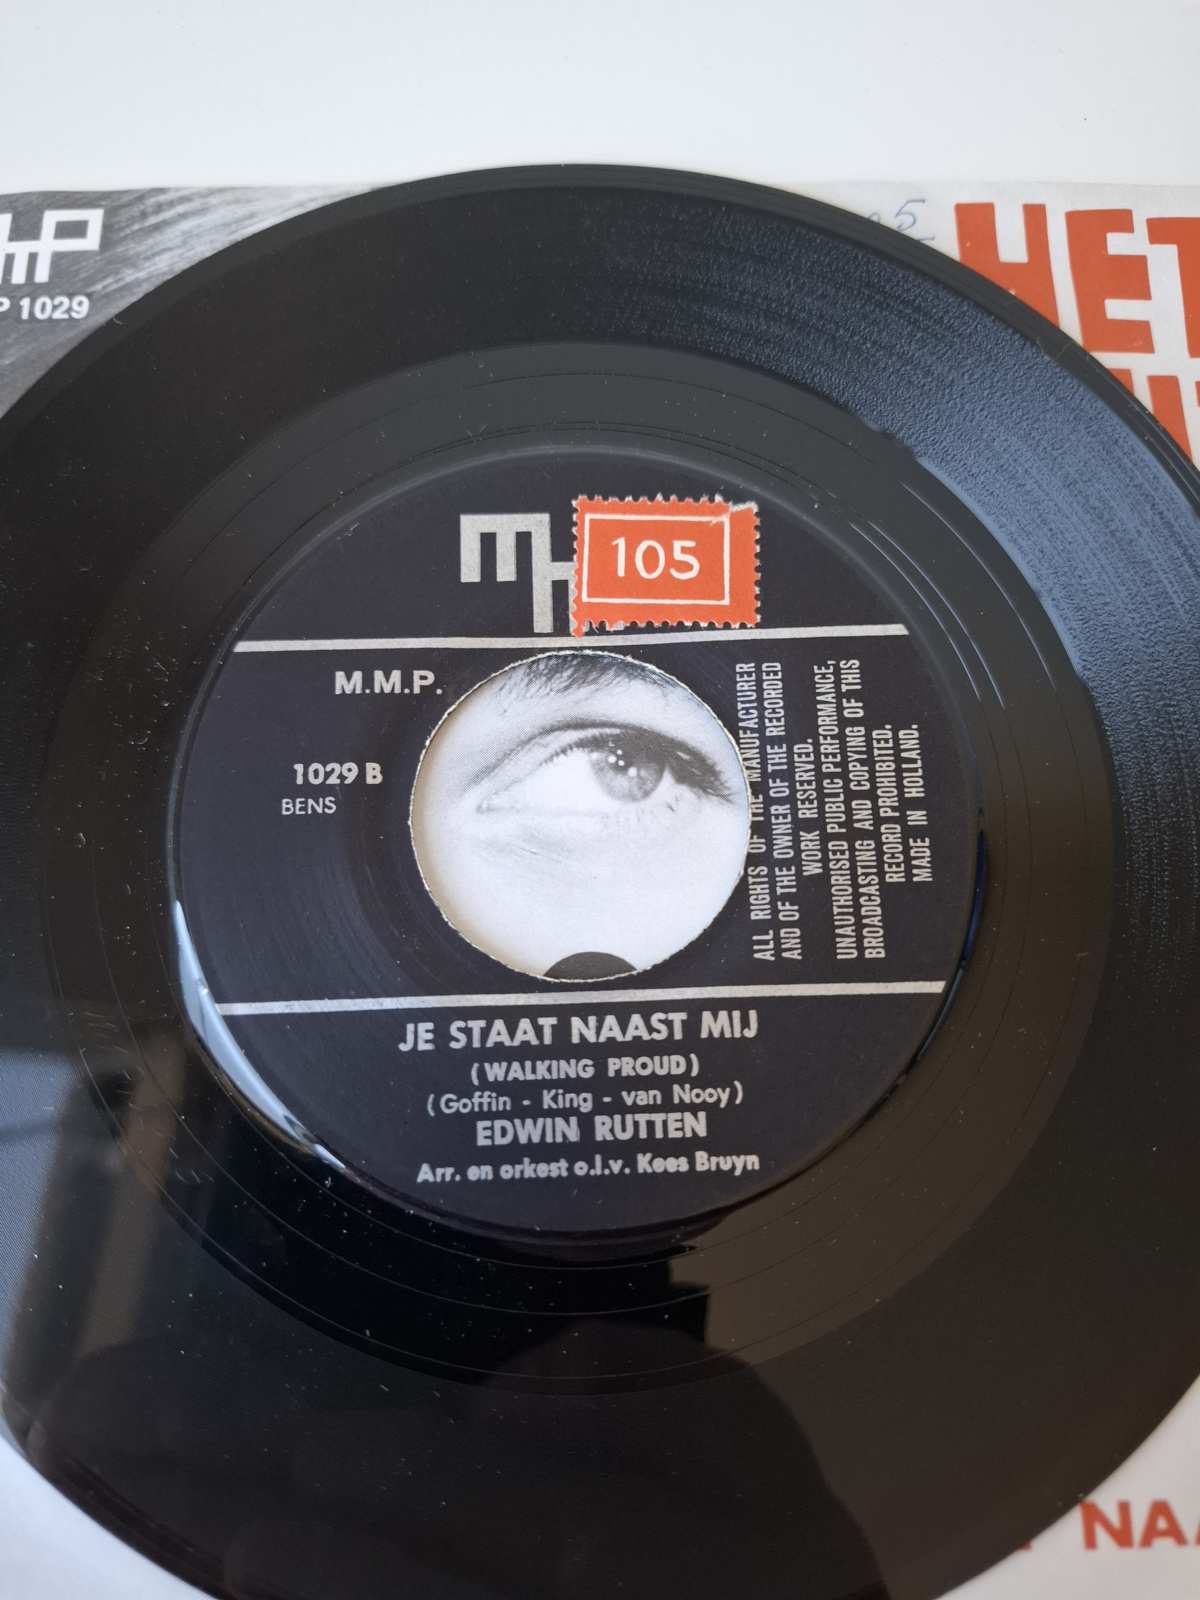 P 1029
5
HET
105
M.M.P.
1029 B
BENS
ALL RIGHTS OF THE MANUFACTURER
AND OF THE OWNER OF THE RECORDED
WORK RESERVED.
UNAUTHORISED PUBLIC PERFORMANCE,
BROADCASTING AND COPYING OF THIS
RECORD PROHIBITED.
MADE IN HOLLAND.
JE STAAT NAAST MIJ
(WALKING PROUD)
(Goffin - King - van Nooy)
EDWIN RUTTEN
Arr. en orkest o.l.v. Kees Bruyn
NAA